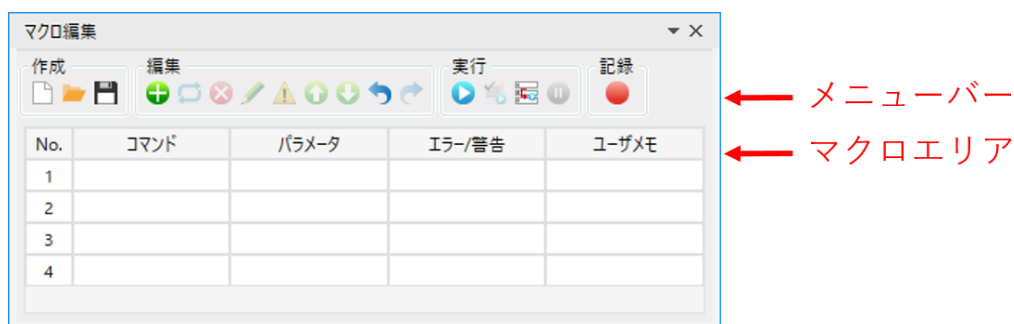 マクロ編集
作成 編集 実行 記録
メニューバー
No. コマンド パラメータ エラー/警告 ユーザメモ
マクロエリア
1
2
3
4